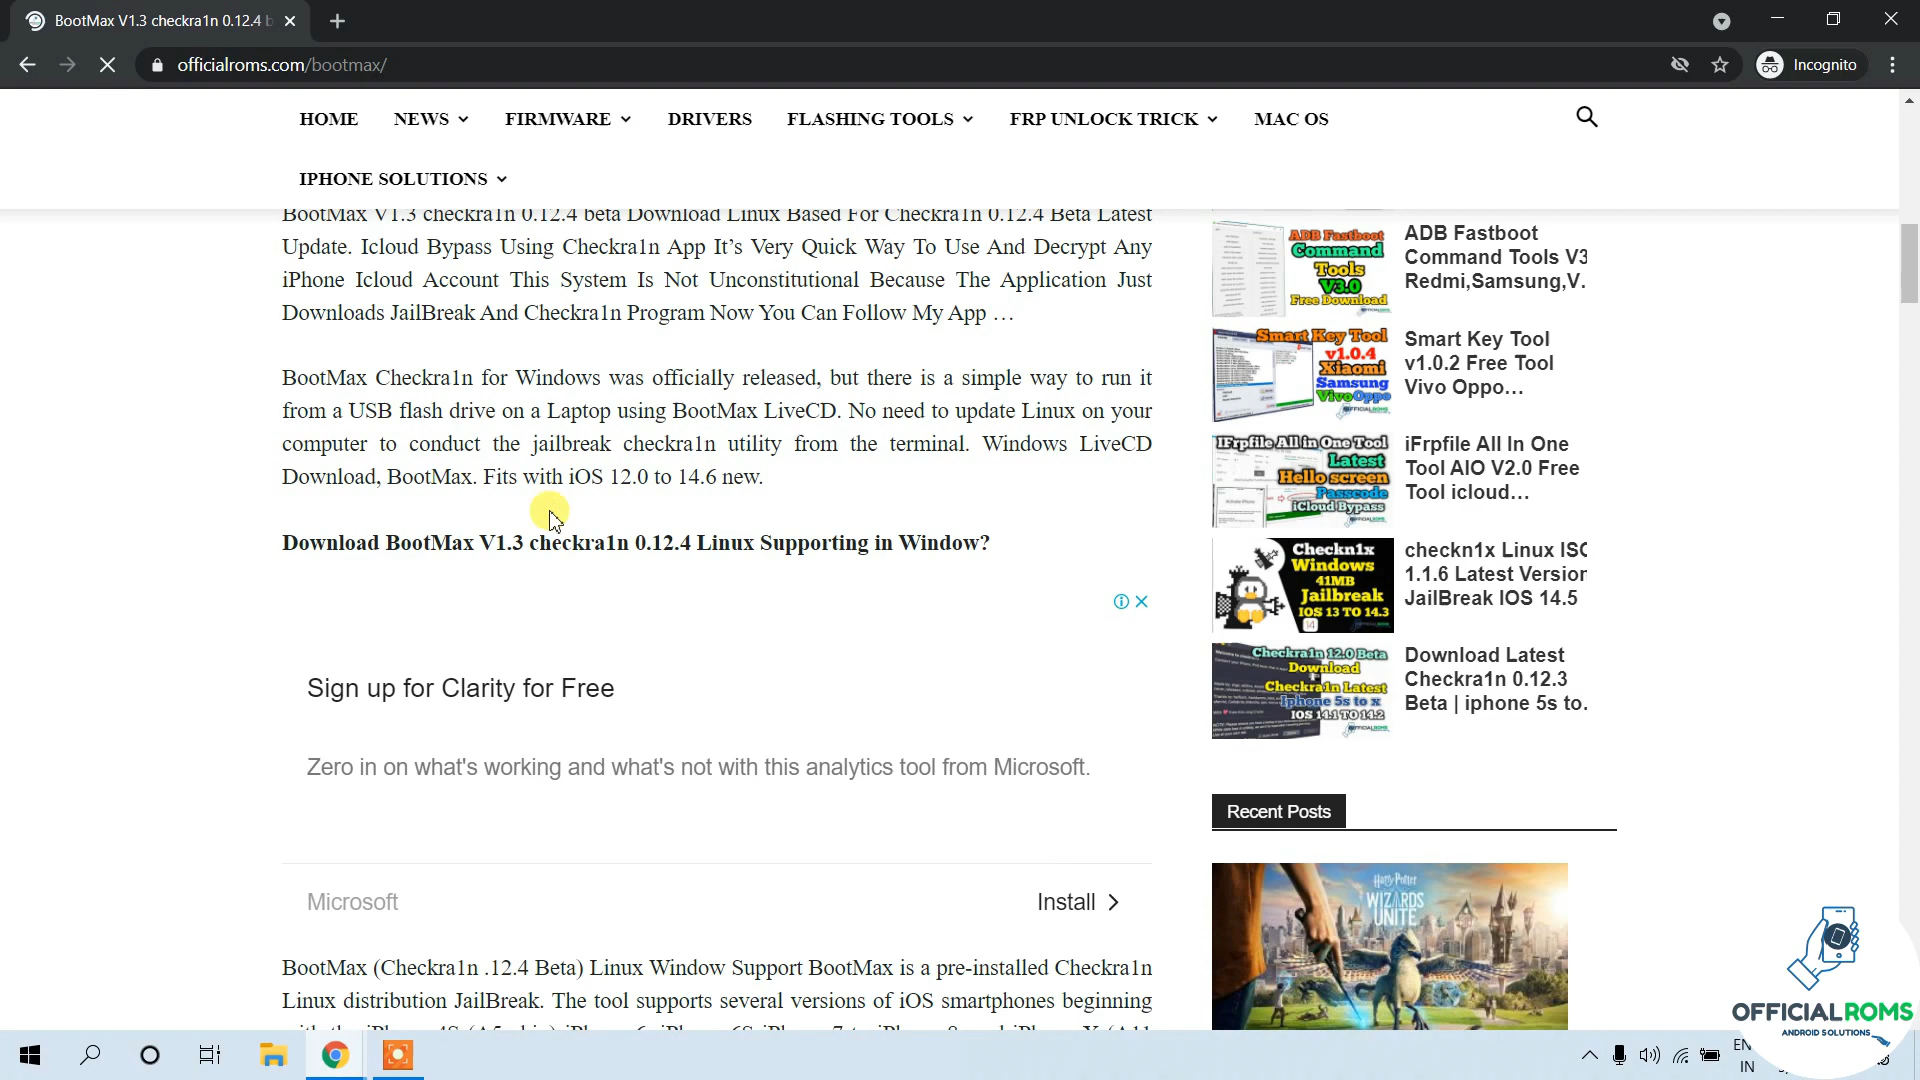 BootMax V1.3 checkra1n 0.12.4 b
officialroms.com/bootmax/
Incognito
HOME
NEWS
FIRMWARE
DRIVERS
FLASHING TOOLS
FRP UNLOCK TRICK
MAC OS
IPHONE SOLUTIONS
BootMax V1.3 checkra1n 0.12.4 beta Download Linux Based For Checkra1n 0.12.4 Beta Latest
Update. Icloud Bypass Using Checkra1n App It’s Very Quick Way To Use And Decrypt Any
iPhone Icloud Account This System Is Not Unconstitutional Because The Application Just
Downloads JailBreak And Checkra1n Program Now You Can Follow My App …
BootMax Checkra1n for Windows was officially released, but there is a simple way to run it
from a USB flash drive on a Laptop using BootMax LiveCD. No need to update Linux on your
computer to conduct the jailbreak checkra1n utility from the terminal. Windows LiveCD
Download, BootMax. Fits with iOS 12.0 to 14.6 new.
Download BootMax V1.3 checkra1n 0.12.4 Linux Supporting in Window?
Sign up for Clarity for Free
Zero in on what's working and what's not with this analytics tool from Microsoft.
Microsoft
Install
BootMax (Checkra1n .12.4 Beta) Linux Window Support BootMax is a pre-installed Checkra1n
Linux distribution JailBreak. The tool supports several versions of iOS smartphones beginning
ADB Fastboot
Command
Tools
V3.0
Free Download
ADB Fastboot
Command Tools V3
Redmi,Samsung,V.
Smart Key Tool
v1.0.4
Xiaomi
Samsung
Vivo Oppo
Smart Key Tool
v1.0.2 Free Tool
Vivo Oppo…
IFrpfile All in One Tool
Latest
Hello screen
Passcode
iCloud Bypass
iFrpfile All In One
Tool AIO V2.0 Free
Tool icloud…
Checkn1x
Windows
41MB
Jailbreak
IOS 13 TO 14.3
14
checkn1x Linux ISO
1.1.6 Latest Version
JailBreak IOS 14.5
Checkra1n 12.0 Beta
Download
Checkra1n Latest
Iphone 5s to x
IOS 14.1 TO 14.2
Download Latest
Checkra1n 0.12.3
Beta | iphone 5s to.
Recent Posts
Harry Potter
WIZARDS
UNITE
OFFICIALROMS
ANDROID SOLUTIONS
EN
IN